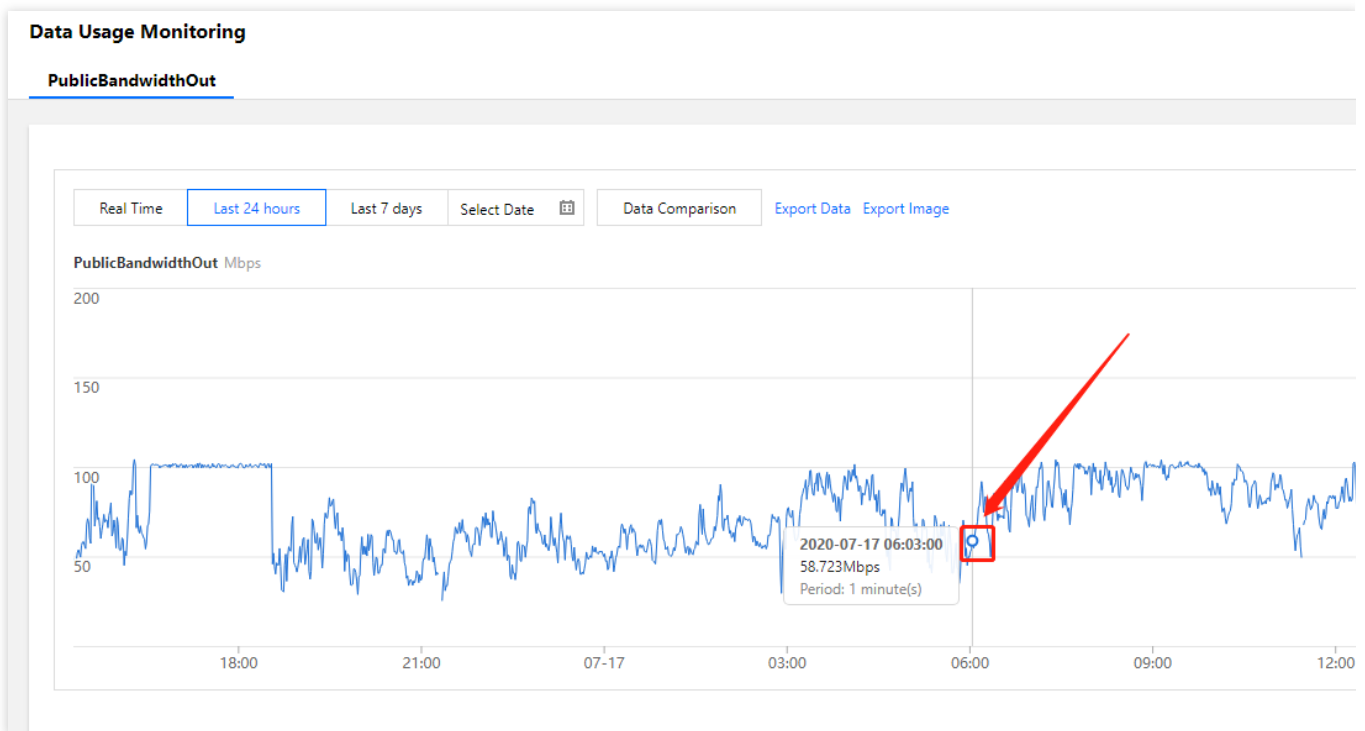 Data Usage Monitoring
PublicBandwidthOut
Real Time Last 24 hours Last 7 days Select Date Data Comparison Export Data Export Image
PublicBandwidthOut Mbps
200
150
100
50
2020-07-17 06:03:00
58.723Mbps
Period: 1 minute(s)
18:00 21:00 07-17 03:00 06:00 09:00 12:00